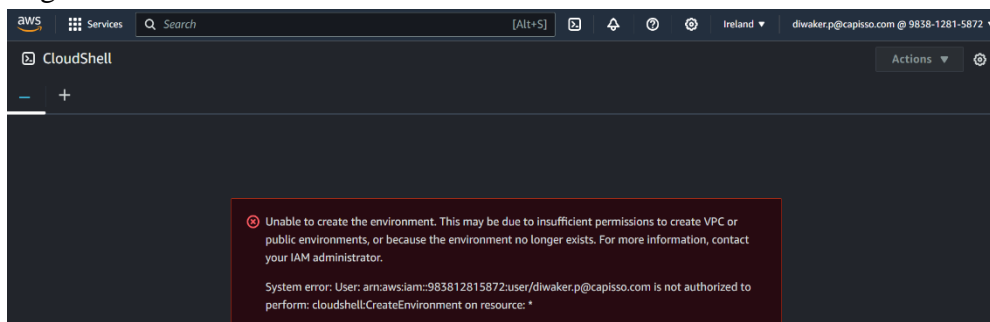 aws
Services
Search
[Alt+S]
Ireland ▼
diwaker.p@capisso.com @ 9838-1281-5872
CloudShell
Actions ▼
Unable to create the environment. This may be due to insufficient permissions to create VPC or
public environments, or because the environment no longer exists. For more information, contact
your IAM administrator.
System error: User: arn:aws:iam::983812815872:user/diwaker.p@capisso.com is not authorized to
perform: cloudshell:CreateEnvironment on resource: *